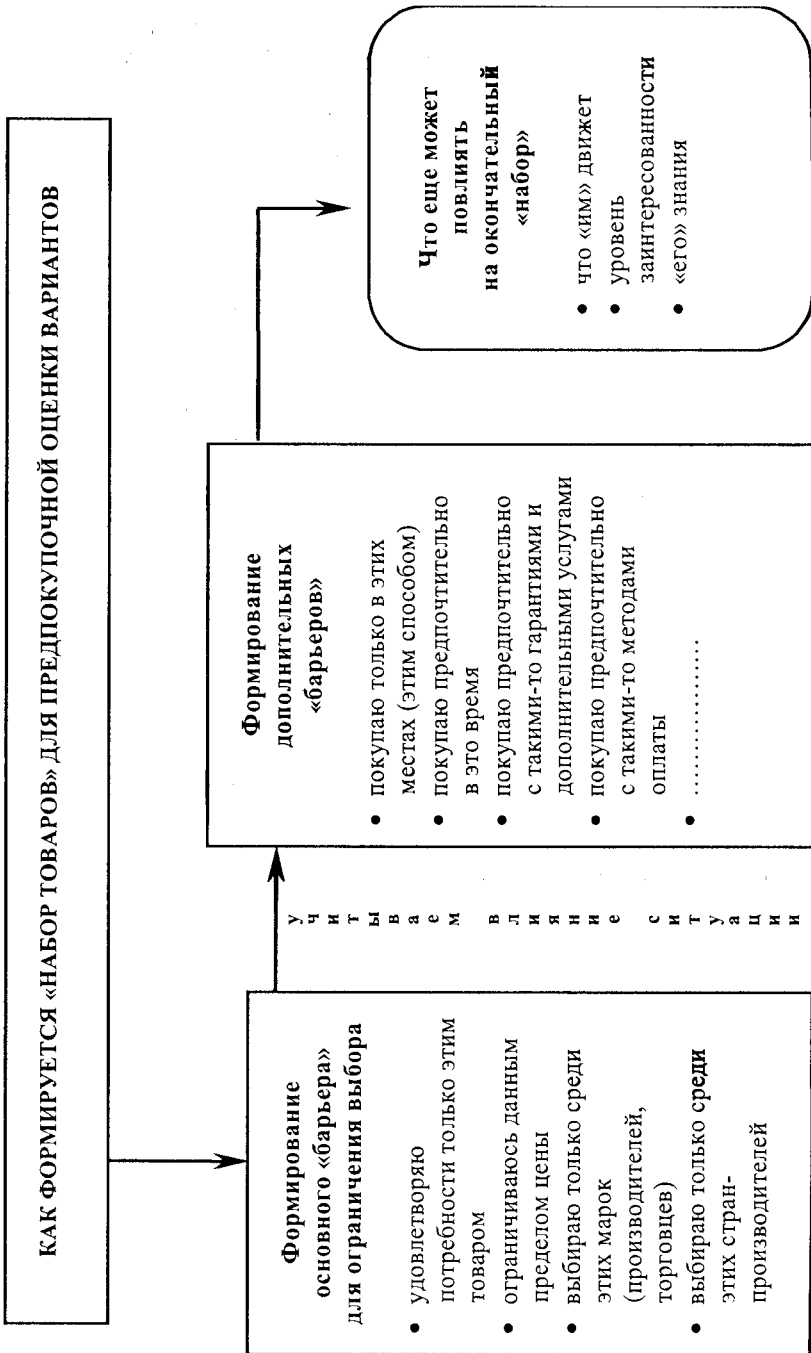 КАК ФОРМИРУЕТСЯ «НАБОР ТОВАРОВ» ДЛЯ ПРЕДПОКУПОЧНОЙ ОЦЕНКИ ВАРИАНТОВ
Формирование
основного «барьера»
для ограничения выбора
• удовлетворяю
потребности только этим
товаром
• ограничиваюсь данным
пределом цены
• выбираю только среди
этих марок
(производителей,
торговцев)
• выбираю только среди
этих стран-
производителей
учитываем влияние ситуации
Формирование
дополнительных
«барьеров»
• покупаю только в этих
местах (этим способом)
• покупаю предпочтительно
в это время
• покупаю предпочтительно
с такими-то гарантиями и
дополнительными услугами
• покупаю предпочтительно
с такими-то методами
оплаты
• ..................
Что еще может
повлиять
на окончательный
«набор»
• что «им» движет
• уровень
заинтересованности
• «его» знания